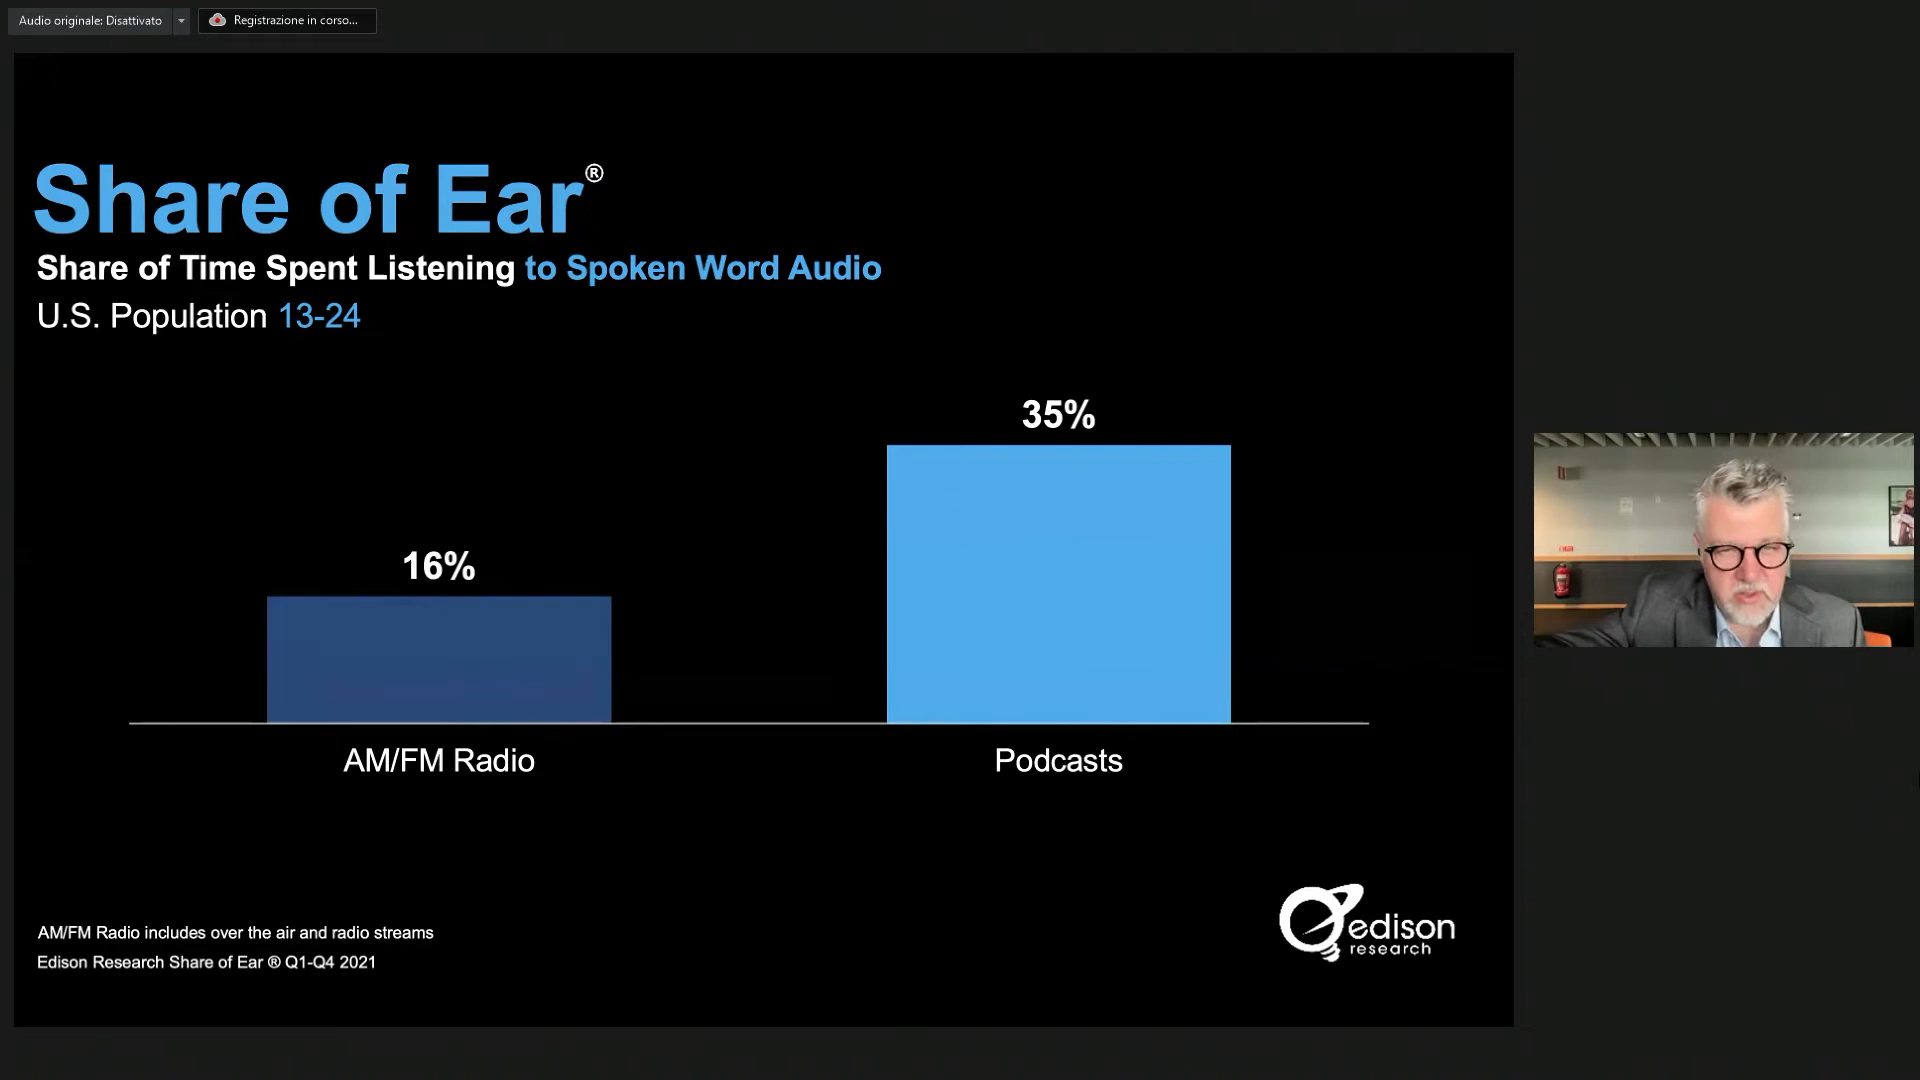 Audio originale: Disattivato
Registrazione in corso...
Share of Ear®
Share of Time Spent Listening to Spoken Word Audio
U.S. Population 13-24
16%
35%
AM/FM Radio
Podcasts
AM/FM Radio includes over the air and radio streams
Edison Research Share of Ear ® Q1-Q4 2021
edison
research